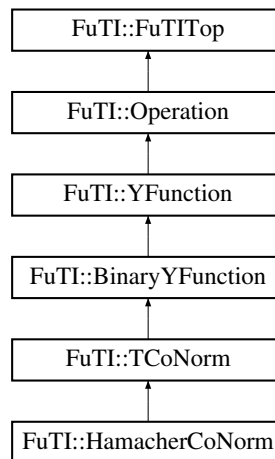 FuTI::FuTITop
FuTI::Operation
FuTI::YFunction
FuTI::BinaryYFunction
FuTI::TCoNorm
FuTI::HamacherCoNorm